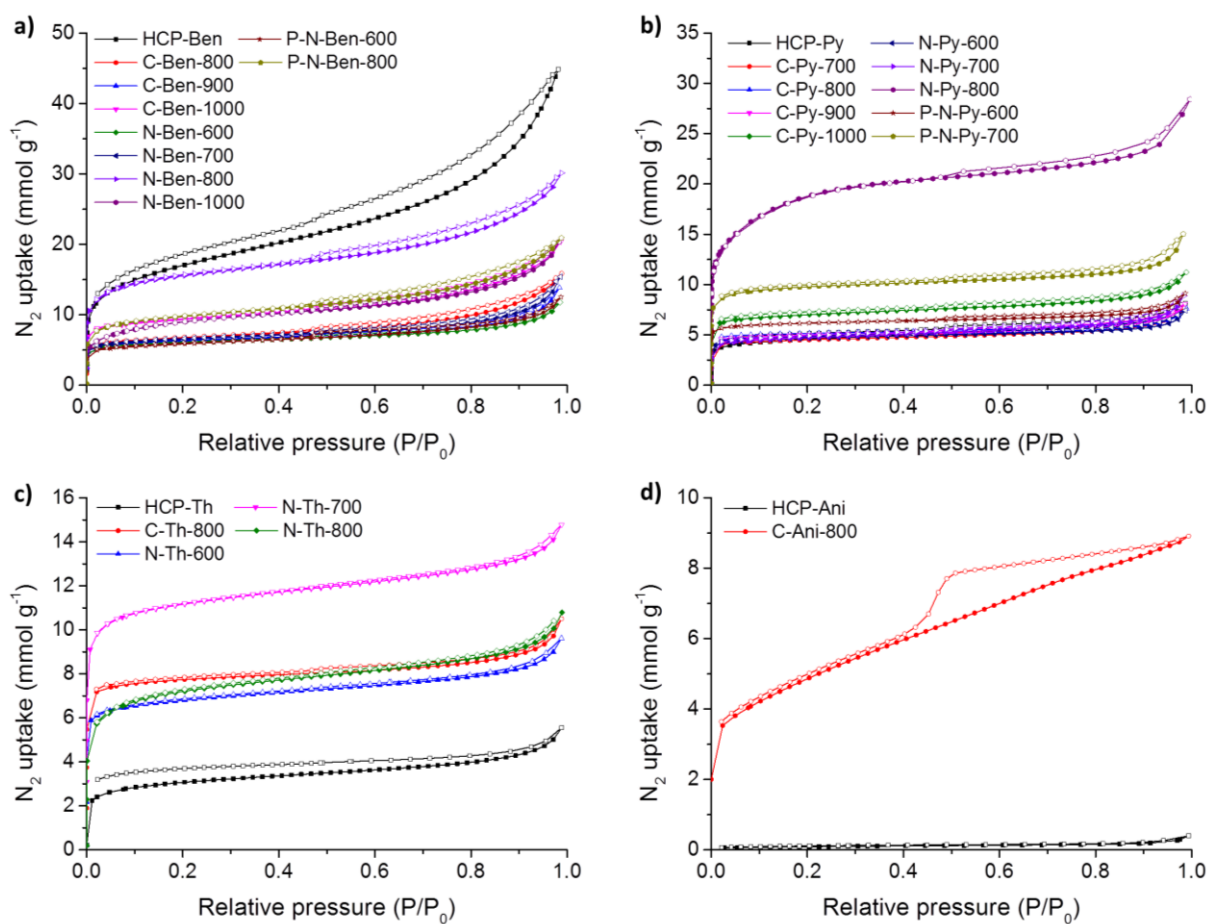 a)
50
40
30
20
10
0
N₂ uptake (mmol g⁻¹)
HCP-Ben
C-Ben-800
C-Ben-900
C-Ben-1000
N-Ben-600
N-Ben-700
N-Ben-800
N-Ben-1000
P-N-Ben-600
P-N-Ben-800
0.0 0.2 0.4 0.6 0.8 1.0
Relative pressure (P/P₀)
b)
35
30
25
20
15
10
5
0
N₂ uptake (mmol g⁻¹)
HCP-Py
C-Py-700
C-Py-800
C-Py-900
C-Py-1000
N-Py-600
N-Py-700
N-Py-800
P-N-Py-600
P-N-Py-700
0.0 0.2 0.4 0.6 0.8 1.0
Relative pressure (P/P₀)
c)
16
14
12
10
8
6
4
2
0
N₂ uptake (mmol g⁻¹)
HCP-Th
C-Th-800
N-Th-600
N-Th-700
N-Th-800
0.0 0.2 0.4 0.6 0.8 1.0
Relative pressure (P/P₀)
d)
10
8
6
4
2
0
N₂ uptake (mmol g⁻¹)
HCP-Ani
C-Ani-800
0.0 0.2 0.4 0.6 0.8 1.0
Relative pressure (P/P₀)